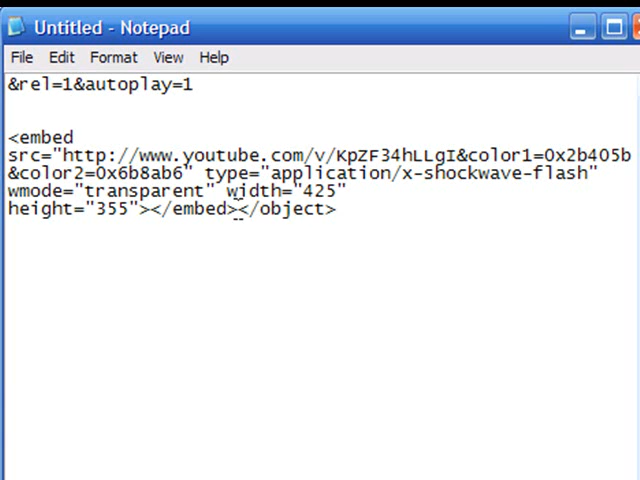 Untitled - Notepad
File Edit Format View Help
&rel=1&autoplay=1
<embed
src="http://www.youtube.com/v/KpZF34hLLgI&color1=0x2b405b
&color2=0x6b8ab6" type="application/x-shockwave-flash"
wmode="transparent" width="425"
height="355"></embed></object>